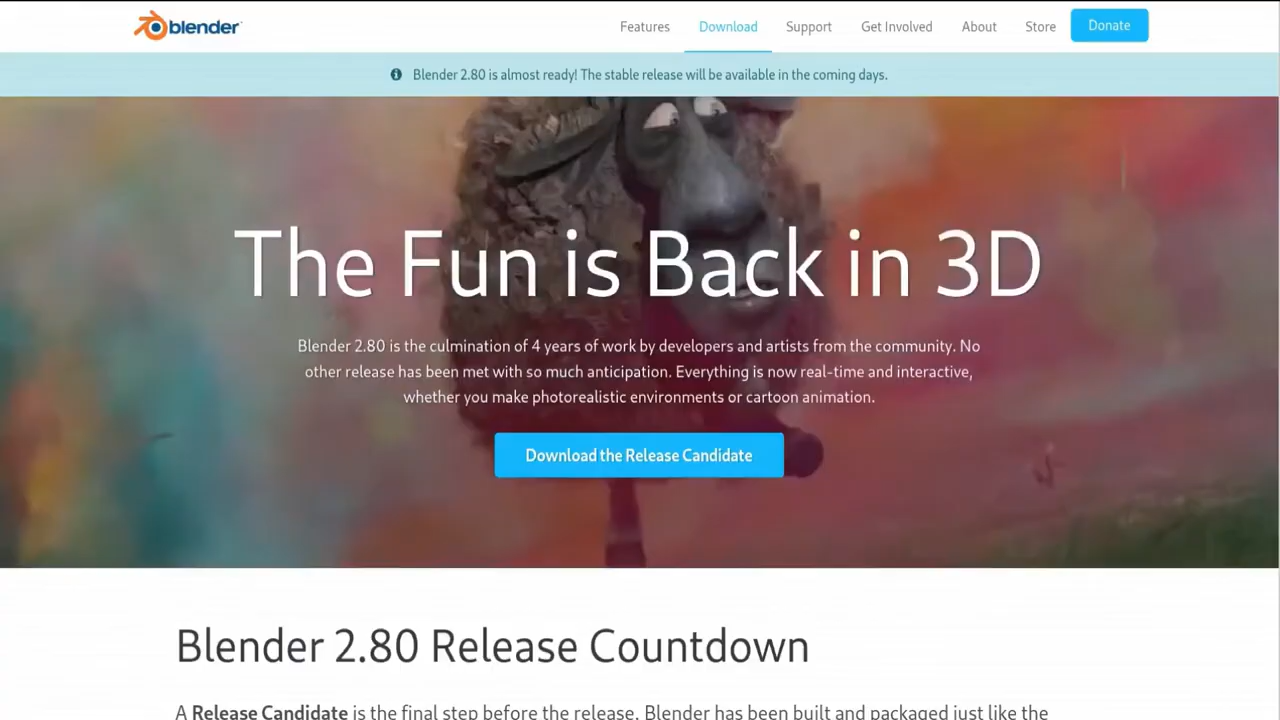 blender
Features
Download
Support
Get Involved
About
Store
Donate
Blender 2.80 is almost ready! The stable release will be available in the coming days.
The Fun is Back in 3D
Blender 2.80 is the culmination of 4 years of work by developers and artists from the community. No
other release has been met with so much anticipation. Everything is now real-time and interactive,
whether you make photorealistic environments or cartoon animation.
Download the Release Candidate
Blender 2.80 Release Countdown
A Release Candidate is the final step before the release. Blender has been built and packaged just like the